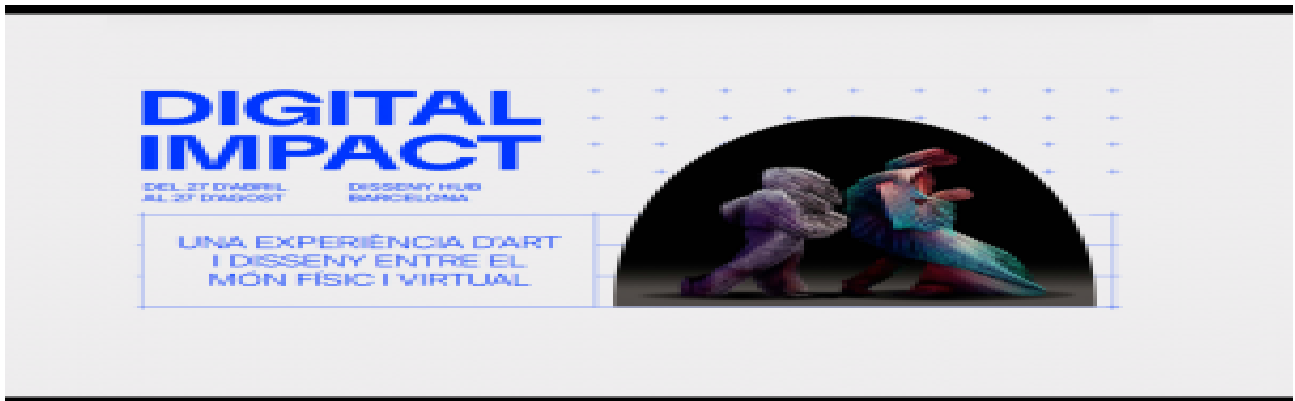 DIGITAL
IMPACT
DEL 27 D'ABRIL
AL 27 D'AGOST
DISSENY HUB
BARCELONA
UNA EXPERIÈNCIA D'ART
I DISSENY ENTRE EL
MÓN FÍSIC I VIRTUAL